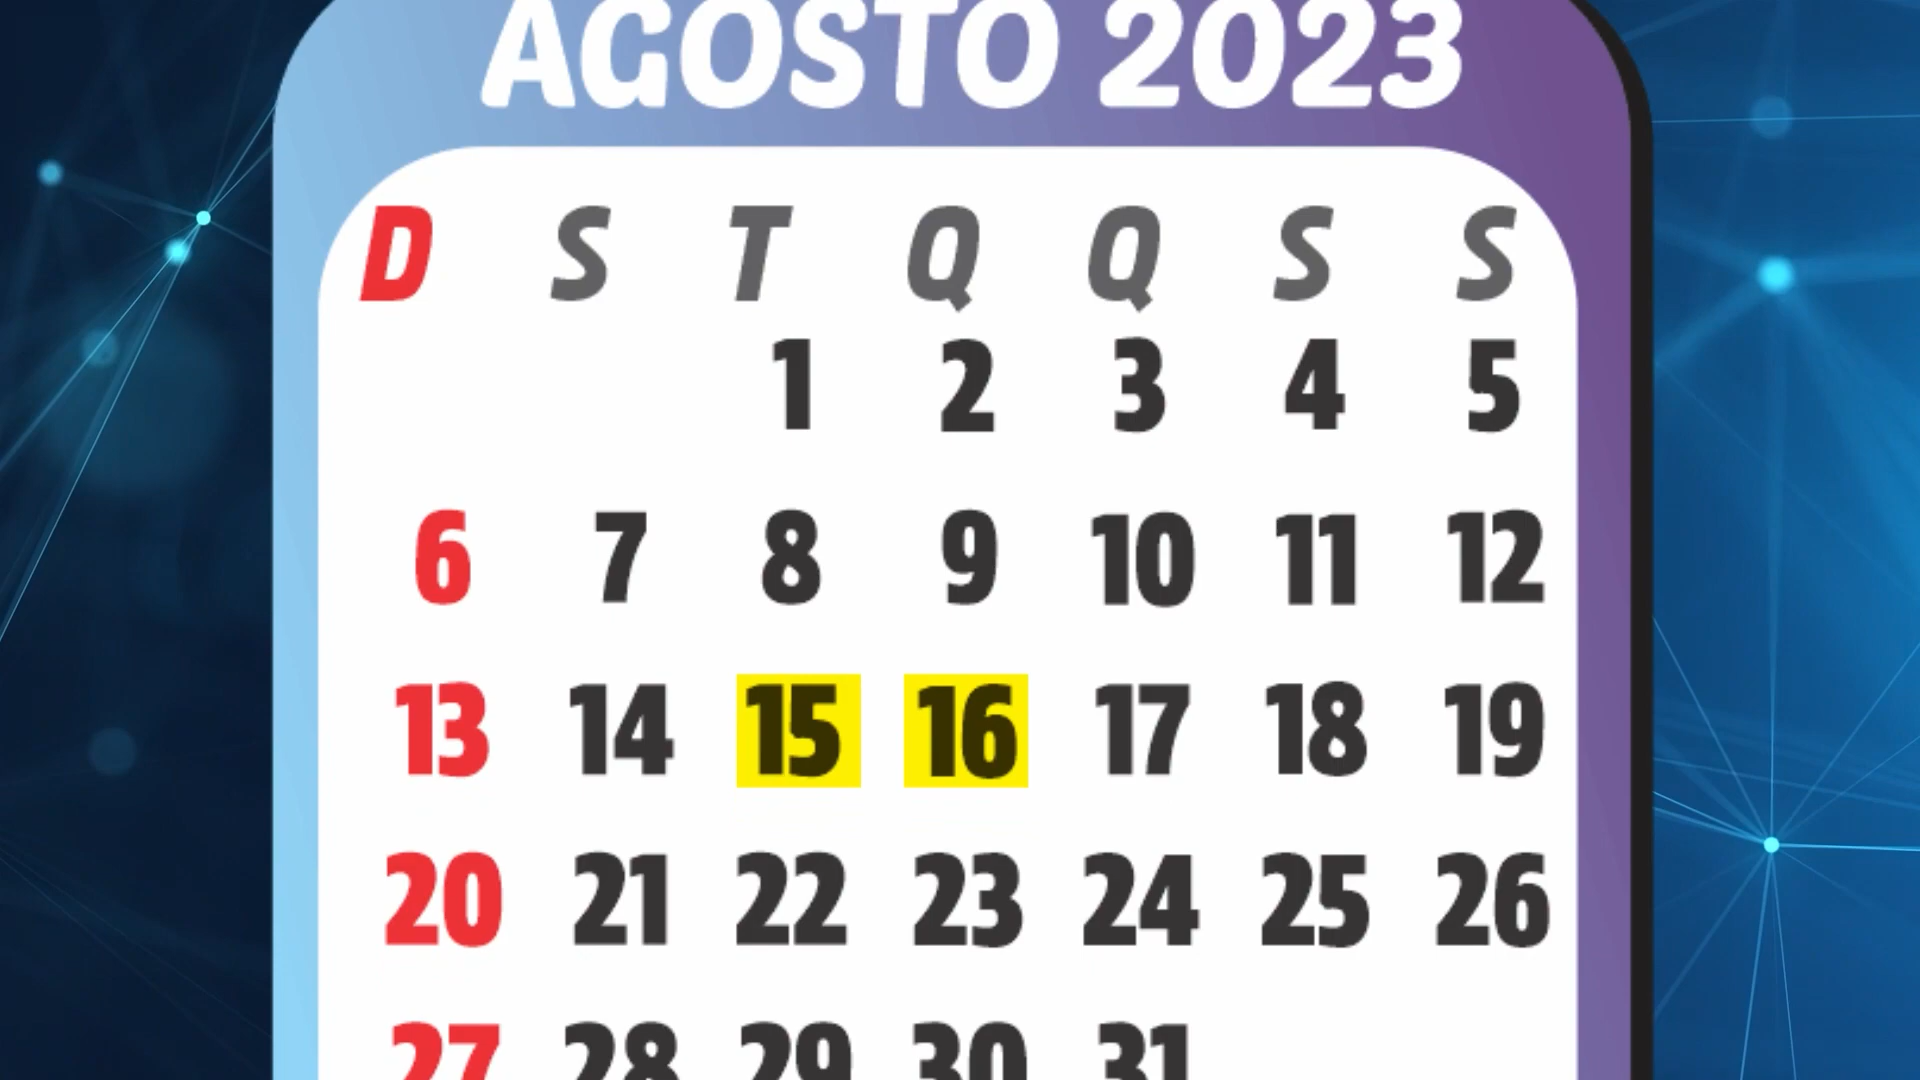 AGOSTO 2023
D S T Q Q S S
1 2 3 4 5
6 7 8 9 10 11 12
13 14 15 16 17 18 19
20 21 22 23 24 25 26
27 28 29 30 31